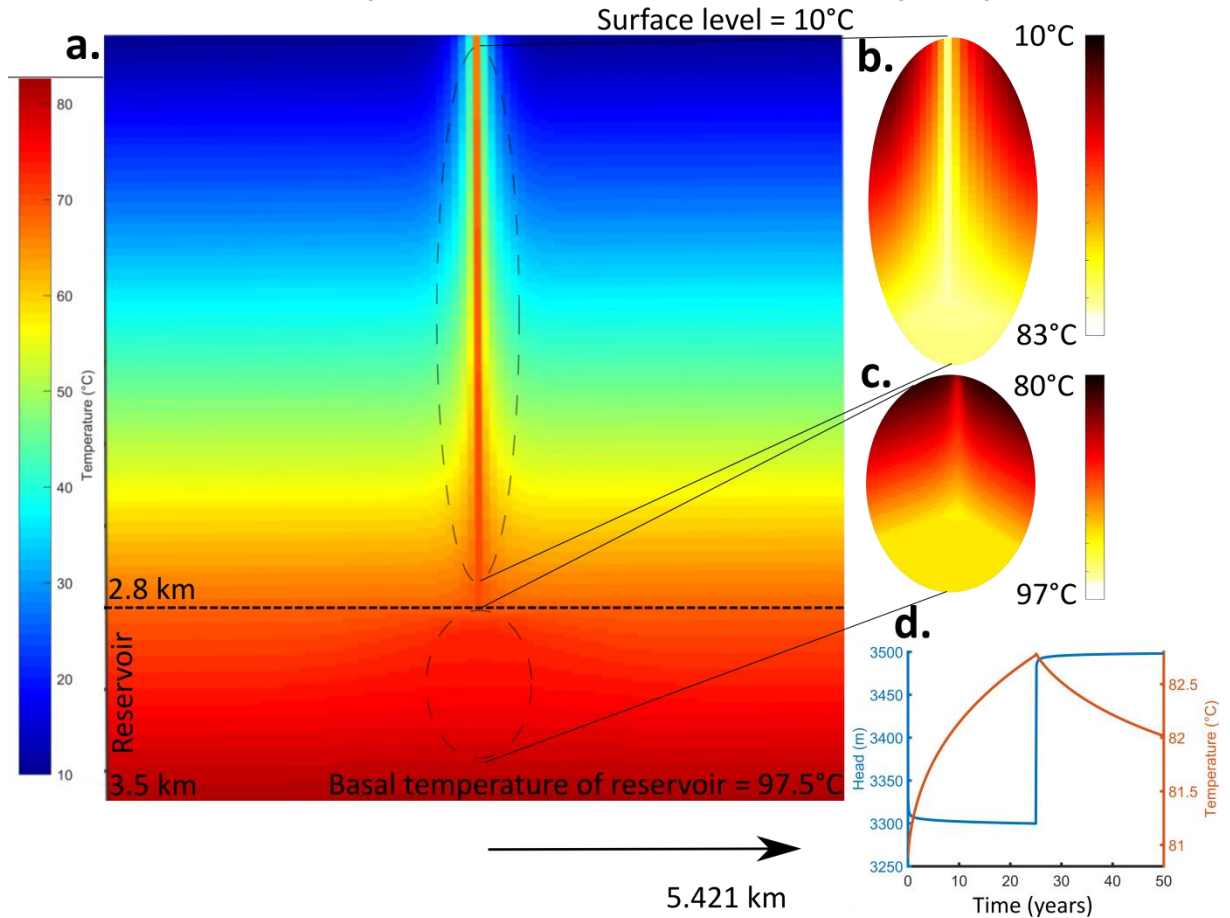 Surface level = 10°C
a.
80
70
60
50
40
30
20
10
Temperature (°C)
2.8 km
Reservoir
3.5 km
Basal temperature of reservoir = 97.5°C
5.421 km
b.
10°C
83°C
c.
80°C
97°C
d.
3500
3450
3400
3350
3300
3250
Head (m)
82.5
82
81.5
81
Temperature (°C)
0 10 20 30 40 50
Time (years)